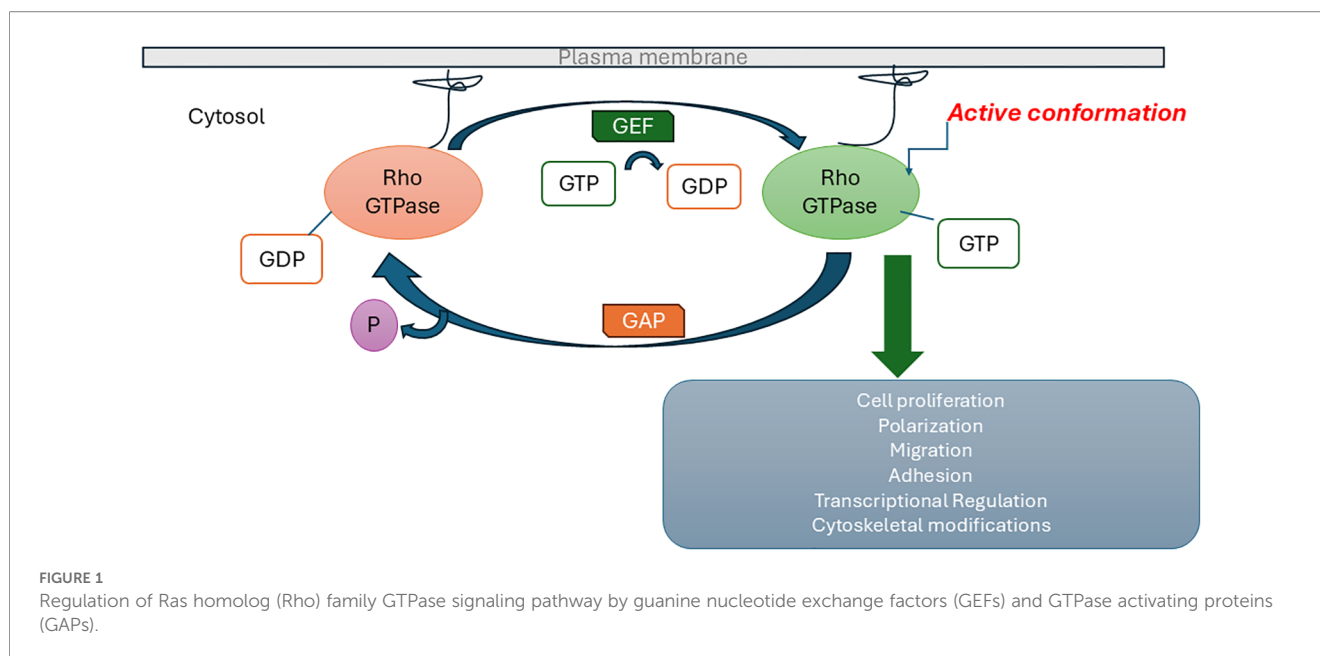 Plasma membrane
Cytosol
Active conformation
GEF
GTP
GDP
Rho
GTPase
Rho
GTPase
GDP
GTP
P
GAP
Cell proliferation
Polarization
Migration
Adhesion
Transcriptional Regulation
Cytoskeletal modifications
FIGURE 1
Regulation of Ras homolog (Rho) family GTPase signaling pathway by guanine nucleotide exchange factors (GEFs) and GTPase activating proteins
(GAPs).